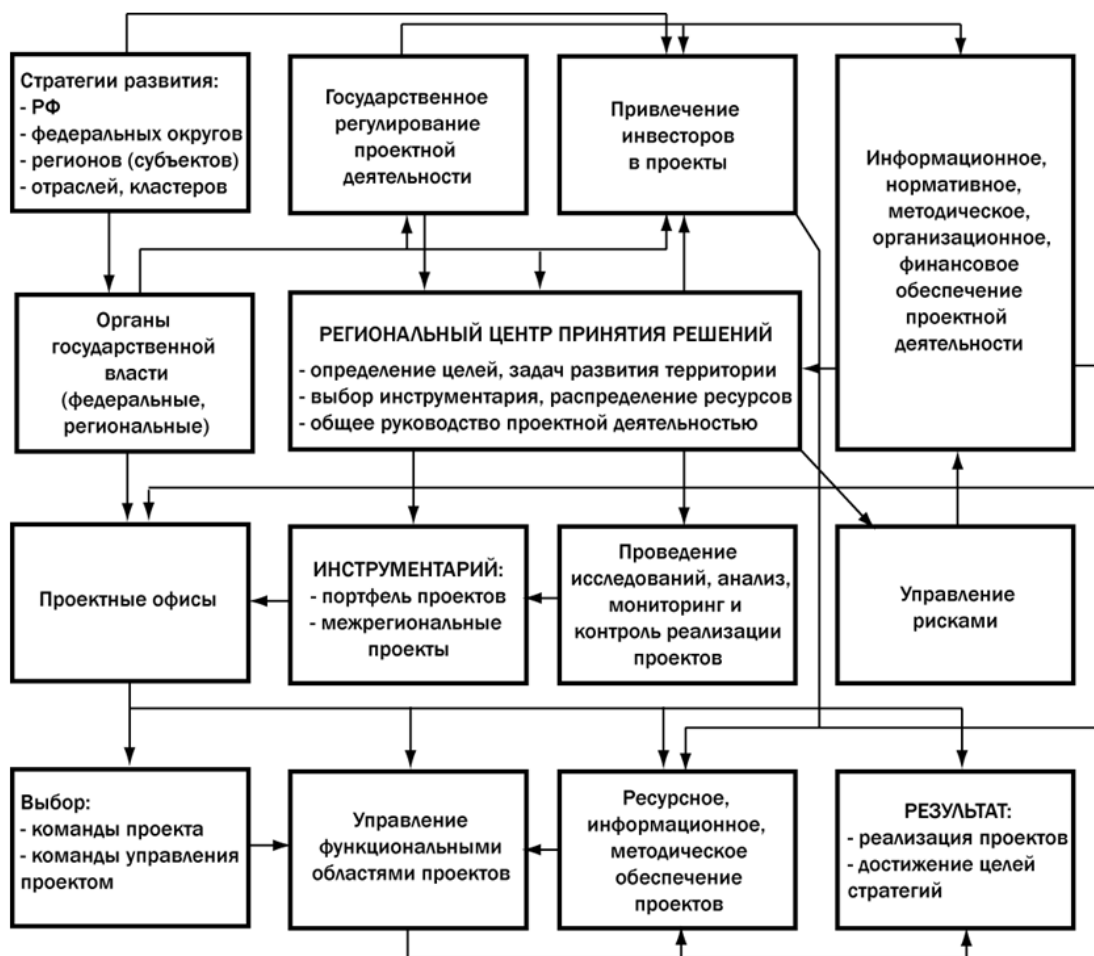 Стратегии развития:
- РФ
- федеральных округов
- регионов (субъектов)
- отраслей, кластеров
Государственное
регулирование
проектной
деятельности
Привлечение
инвесторов
в проекты
Информационное,
нормативное,
методическое,
организационное,
финансовое
обеспечение
проектной
деятельности
Органы
государственной
власти
(федеральные,
региональные)
РЕГИОНАЛЬНЫЙ ЦЕНТР ПРИНЯТИЯ РЕШЕНИЙ
- определение целей, задач развития территории
- выбор инструментария, распределение ресурсов
- общее руководство проектной деятельностью
Проектные офисы
ИНСТРУМЕНТАРИЙ:
- портфель проектов
- межрегиональные
проекты
Проведение
исследований, анализ,
мониторинг и
контроль реализации
проектов
Управление
рисками
Выбор:
- команды проекта
- команды управления
проектом
Управление
функциональными
областями проектов
Ресурсное,
информационное,
методическое
обеспечение
проектов
РЕЗУЛЬТАТ:
- реализация проектов
- достижение целей
стратегий